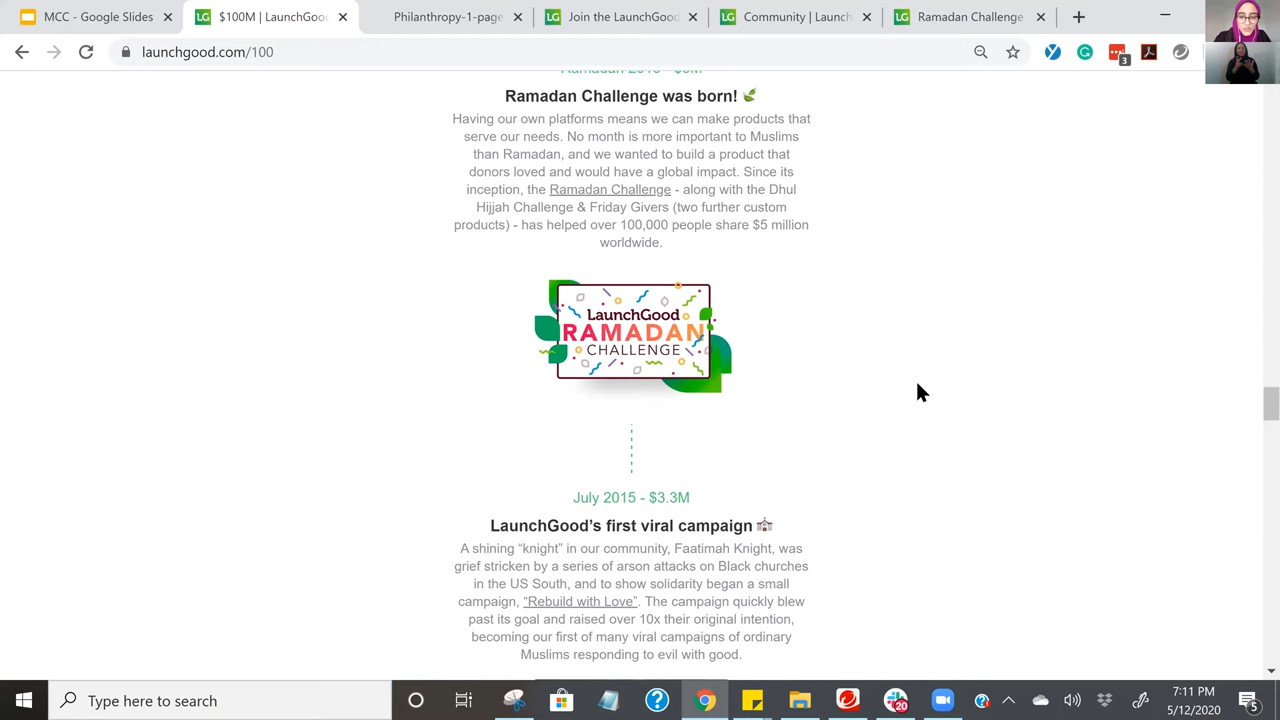 MCC - Google Slides
$100M | LaunchGood
Philanthropy-1-page
Join the LaunchGood
Community | Launch
Ramadan Challenge
launchgood.com/100
3
Ramadan Challenge was born!
Having our own platforms means we can make products that
serve our needs. No month is more important to Muslims
than Ramadan, and we wanted to build a product that
donors loved and would have a global impact. Since its
inception, the Ramadan Challenge - along with the Dhul
Hijjah Challenge & Friday Givers (two further custom
products) - has helped over 100,000 people share $5 million
worldwide.
LaunchGood
RAMADAN
CHALLENGE
July 2015 - $3.3M
LaunchGood’s first viral campaign
A shining “knight” in our community, Faatimah Knight, was
grief stricken by a series of arson attacks on Black churches
in the US South, and to show solidarity began a small
campaign, “Rebuild with Love”. The campaign quickly blew
past its goal and raised over 10x their original intention,
becoming our first of many viral campaigns of ordinary
Muslims responding to evil with good.
Type here to search
20
7:11 PM
5/12/2020
5